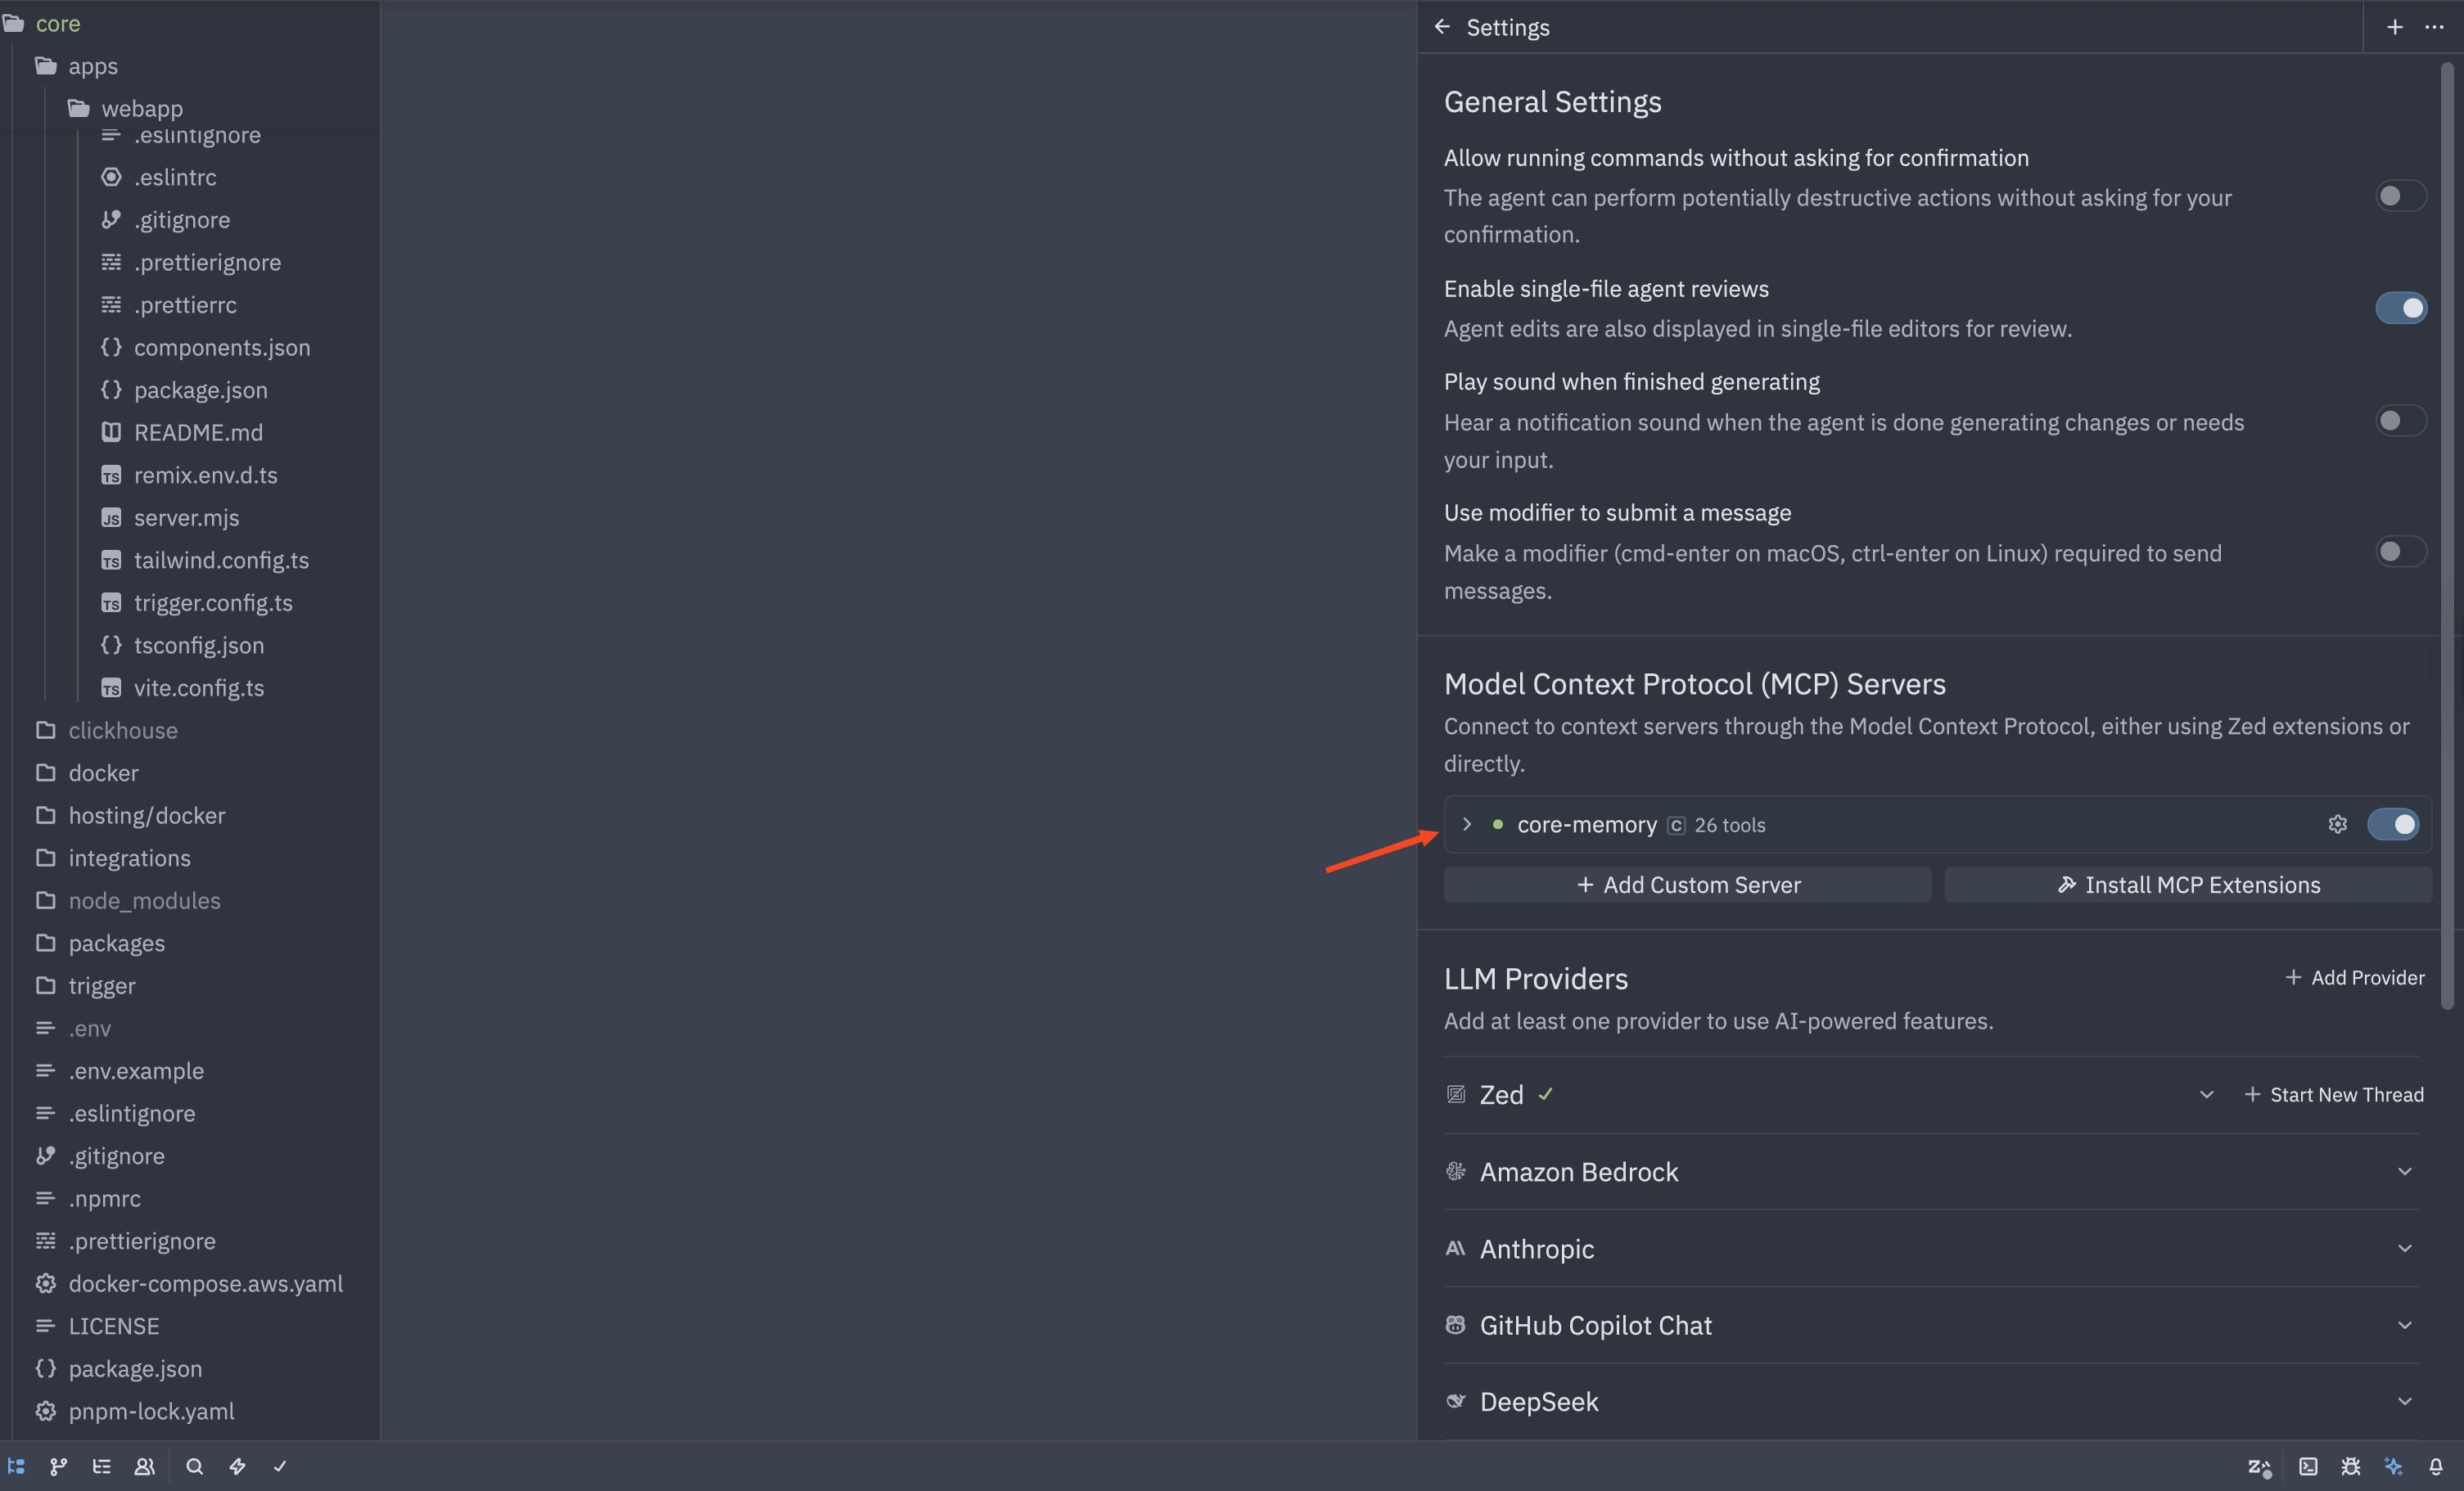 core
apps
webapp
.eslintignore
.eslintrc
.gitignore
.prettierignore
.prettierrc
components.json
package.json
README.md
remix.env.d.ts
server.mjs
tailwind.config.ts
trigger.config.ts
tsconfig.json
vite.config.ts
clickhouse
docker
hosting/docker
integrations
node_modules
packages
trigger
.env
.env.example
.eslintignore
.gitignore
.npmrc
.prettierignore
docker-compose.aws.yaml
LICENSE
package.json
pnpm-lock.yaml
Settings
General Settings
Allow running commands without asking for confirmation
The agent can perform potentially destructive actions without asking for your
confirmation.
Enable single-file agent reviews
Agent edits are also displayed in single-file editors for review.
Play sound when finished generating
Hear a notification sound when the agent is done generating changes or needs
your input.
Use modifier to submit a message
Make a modifier (cmd-enter on macOS, ctrl-enter on Linux) required to send
messages.
Model Context Protocol (MCP) Servers
Connect to context servers through the Model Context Protocol, either using Zed extensions or
directly.
core-memory C 26 tools
+ Add Custom Server
Install MCP Extensions
LLM Providers
+ Add Provider
Add at least one provider to use AI-powered features.
Zed
+ Start New Thread
Amazon Bedrock
Anthropic
GitHub Copilot Chat
DeepSeek